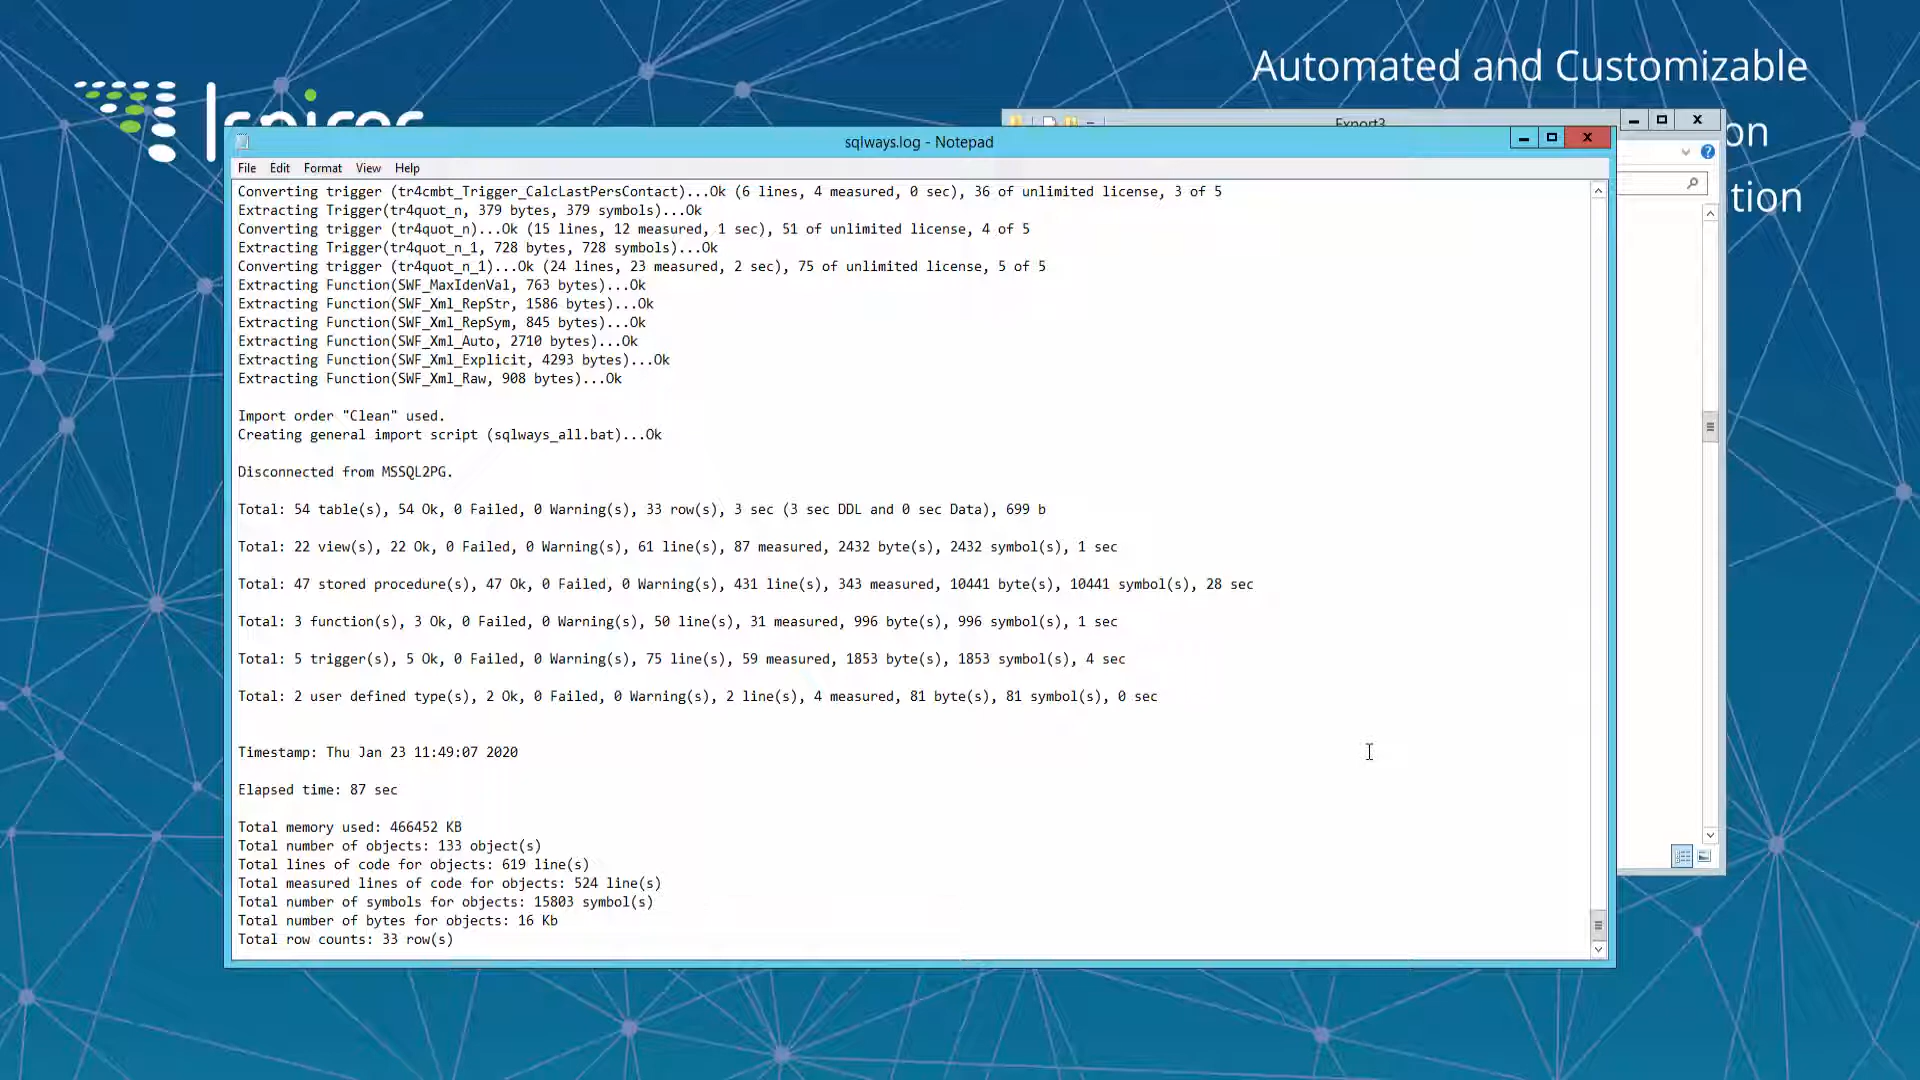 Automated and Customizable
on
tion
Export3
sqlways.log - Notepad
File Edit Format View Help
Converting trigger (tr4cmbt_Trigger_CalcLastPersContact)...Ok (6 lines, 4 measured, 0 sec), 36 of unlimited license, 3 of 5
Extracting Trigger(tr4quot_n, 379 bytes, 379 symbols)...Ok
Converting trigger (tr4quot_n)...Ok (15 lines, 12 measured, 1 sec), 51 of unlimited license, 4 of 5
Extracting Trigger(tr4quot_n_1, 728 bytes, 728 symbols)...Ok
Converting trigger (tr4quot_n_1)...Ok (24 lines, 23 measured, 2 sec), 75 of unlimited license, 5 of 5
Extracting Function(SWF_MaxIdenVal, 763 bytes)...Ok
Extracting Function(SWF_Xml_RepStr, 1586 bytes)...Ok
Extracting Function(SWF_Xml_RepSym, 845 bytes)...Ok
Extracting Function(SWF_Xml_Auto, 2710 bytes)...Ok
Extracting Function(SWF_Xml_Explicit, 4293 bytes)...Ok
Extracting Function(SWF_Xml_Raw, 908 bytes)...Ok
Import order "Clean" used.
Creating general import script (sqlways_all.bat)...Ok
Disconnected from MSSQL2PG.
Total: 54 table(s), 54 Ok, 0 Failed, 0 Warning(s), 33 row(s), 3 sec (3 sec DDL and 0 sec Data), 699 b
Total: 22 view(s), 22 Ok, 0 Failed, 0 Warning(s), 61 line(s), 87 measured, 2432 byte(s), 2432 symbol(s), 1 sec
Total: 47 stored procedure(s), 47 Ok, 0 Failed, 0 Warning(s), 431 line(s), 343 measured, 10441 byte(s), 10441 symbol(s), 28 sec
Total: 3 function(s), 3 Ok, 0 Failed, 0 Warning(s), 50 line(s), 31 measured, 996 byte(s), 996 symbol(s), 1 sec
Total: 5 trigger(s), 5 Ok, 0 Failed, 0 Warning(s), 75 line(s), 59 measured, 1853 byte(s), 1853 symbol(s), 4 sec
Total: 2 user defined type(s), 2 Ok, 0 Failed, 0 Warning(s), 2 line(s), 4 measured, 81 byte(s), 81 symbol(s), 0 sec
Timestamp: Thu Jan 23 11:49:07 2020
Elapsed time: 87 sec
Total memory used: 466452 KB
Total number of objects: 133 object(s)
Total lines of code for objects: 619 line(s)
Total measured lines of code for objects: 524 line(s)
Total number of symbols for objects: 15803 symbol(s)
Total number of bytes for objects: 16 Kb
Total row counts: 33 row(s)